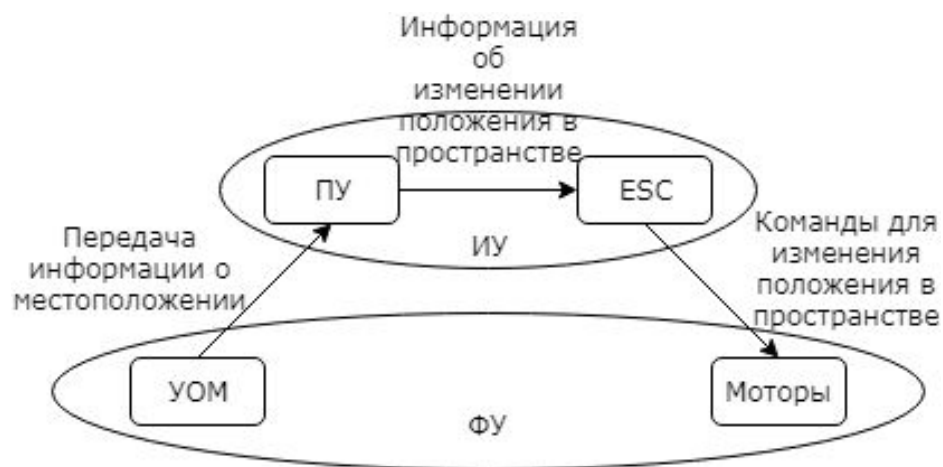 Информация
об
изменении
положения в
пространстве
ПУ
ESC
ИУ
Передача
информации о
местоположении
Команды для
изменения
положения в
пространстве
УОМ
Моторы
ФУ